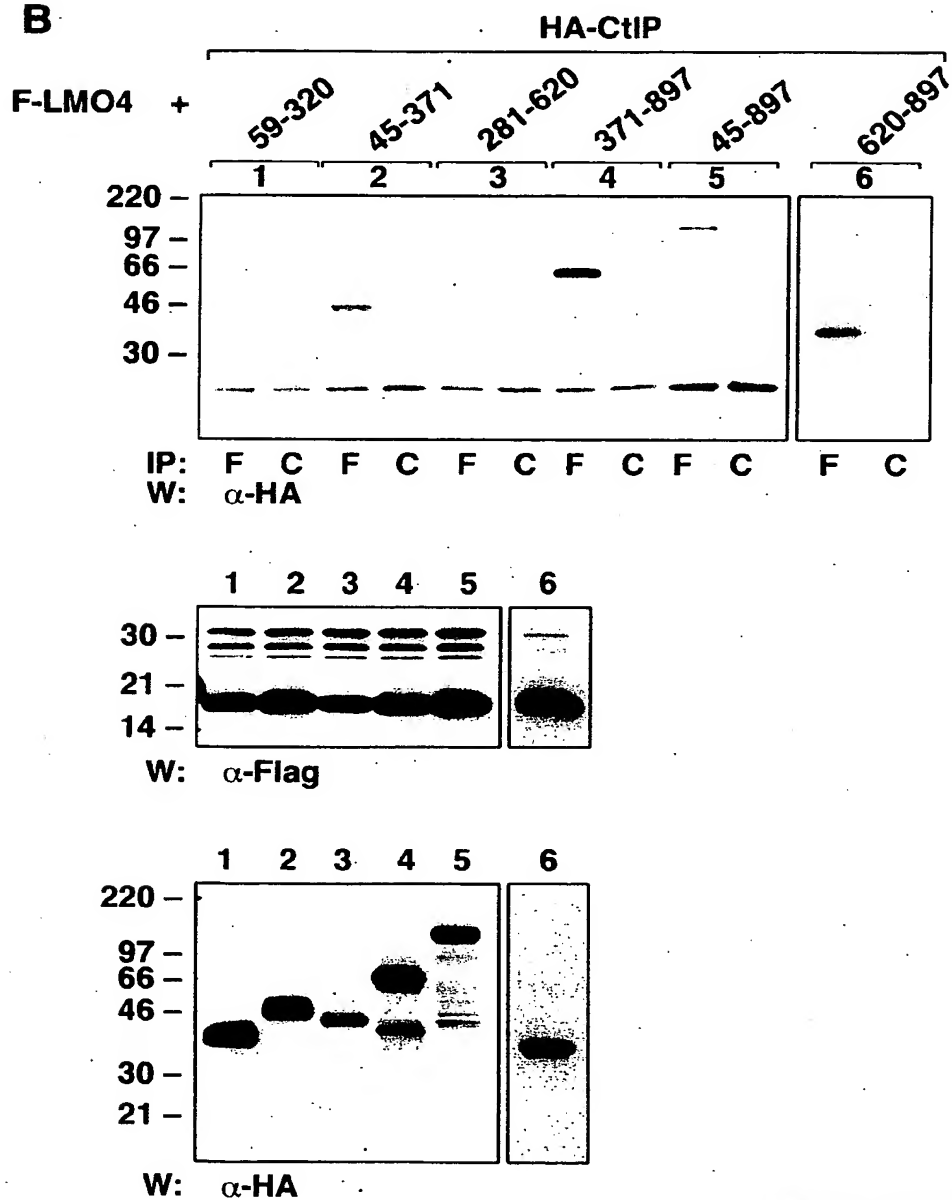 B
HA-CtIP
F-LMO4 + 59-320 45-371 281-620 371-897 45-897 620-897
1 2 3 4 5 6
220 –
97 –
66 –
46 –
30 –
IP: F C F C F C F C F C F C
W: α-HA
1 2 3 4 5 6
30 –
21 –
14 –
W: α-Flag
1 2 3 4 5 6
220 –
97 –
66 –
46 –
30 –
21 –
W: α-HA